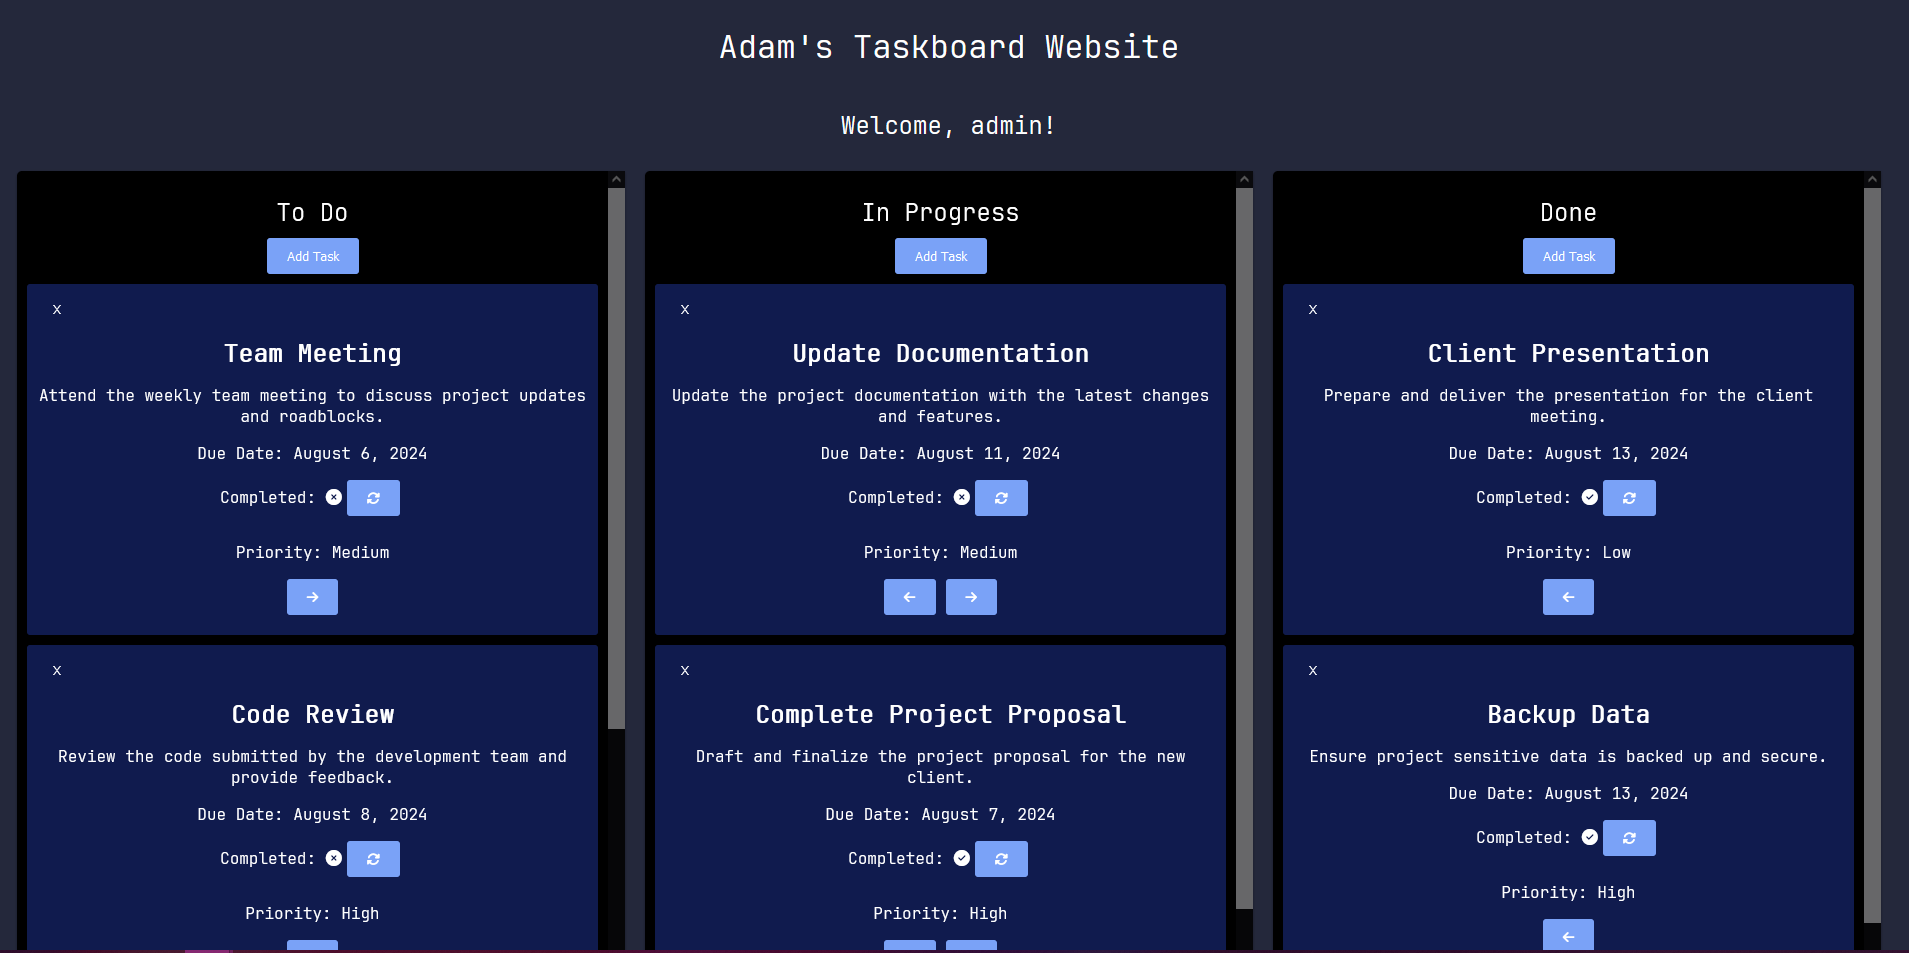 Adam's Taskboard Website
Welcome, admin!
To Do
Add Task
X
Team Meeting
Attend the weekly team meeting to discuss project updates
and roadblocks.
Due Date: August 6, 2024
Completed:
Priority: Medium
X
Code Review
Review the code submitted by the development team and
provide feedback.
Due Date: August 8, 2024
Completed:
Priority: High
In Progress
Add Task
X
Update Documentation
Update the project documentation with the latest changes
and features.
Due Date: August 11, 2024
Completed:
Priority: Medium
X
Complete Project Proposal
Draft and finalize the project proposal for the new
client.
Due Date: August 7, 2024
Completed:
Priority: High
Done
Add Task
X
Client Presentation
Prepare and deliver the presentation for the client
meeting.
Due Date: August 13, 2024
Completed:
Priority: Low
X
Backup Data
Ensure project sensitive data is backed up and secure.
Due Date: August 13, 2024
Completed:
Priority: High